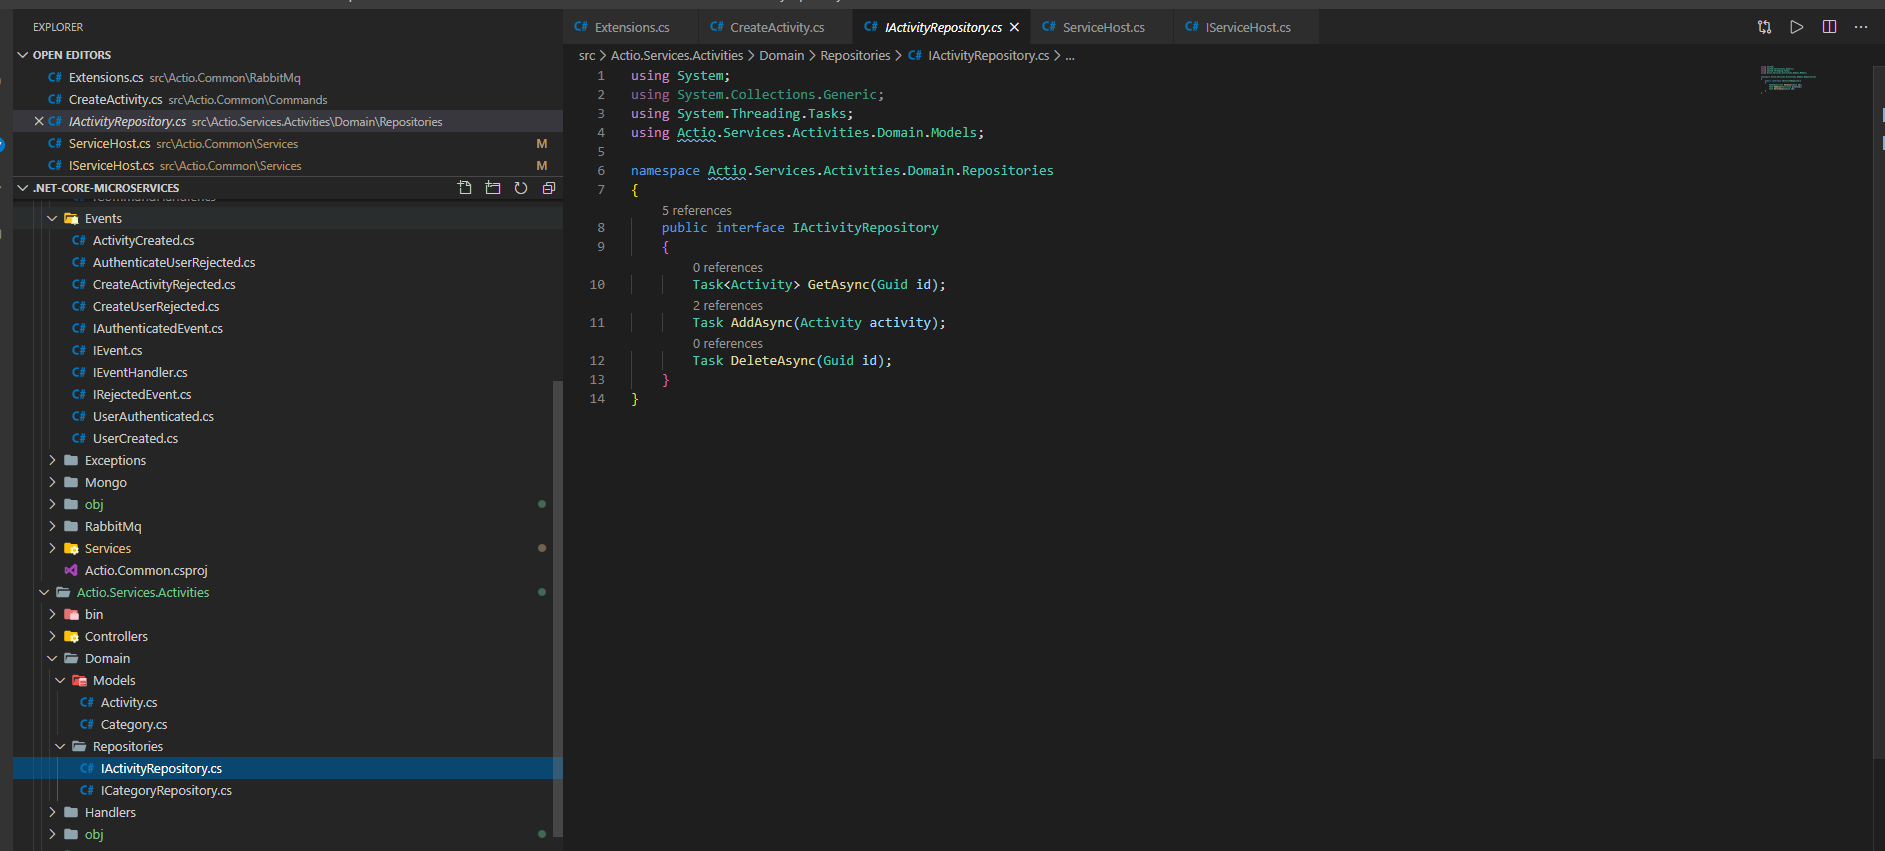 EXPLORER
OPEN EDITORS
C# Extensions.cs src\Actio.Common\RabbitMq
C# CreateActivity.cs src\Actio.Common\Commands
C# IActivityRepository.cs src\Actio.Services.Activities\Domain\Repositories
C# ServiceHost.cs src\Actio.Common\Services M
C# IServiceHost.cs src\Actio.Common\Services M
.NET-CORE-MICROSERVICES
Events
C# ActivityCreated.cs
C# AuthenticateUserRejected.cs
C# CreateActivityRejected.cs
C# CreateUserRejected.cs
C# IAuthenticatedEvent.cs
C# IEvent.cs
C# IEventHandler.cs
C# IRejectedEvent.cs
C# UserAuthenticated.cs
C# UserCreated.cs
Exceptions
Mongo
obj
RabbitMq
Services
Actio.Common.csproj
Actio.Services.Activities
bin
Controllers
Domain
Models
C# Activity.cs
C# Category.cs
Repositories
C# IActivityRepository.cs
C# ICategoryRepository.cs
Handlers
obj
C# Extensions.cs C# CreateActivity.cs C# IActivityRepository.cs C# ServiceHost.cs C# IServiceHost.cs
src > Actio.Services.Activities > Domain > Repositories > C# IActivityRepository.cs > ...
1 using System;
2 using System.Collections.Generic;
3 using System.Threading.Tasks;
4 using Actio.Services.Activities.Domain.Models;
5
6 namespace Actio.Services.Activities.Domain.Repositories
7 {
5 references
8 public interface IActivityRepository
9 {
0 references
10 Task<Activity> GetAsync(Guid id);
2 references
11 Task AddAsync(Activity activity);
0 references
12 Task DeleteAsync(Guid id);
13 }
14 }